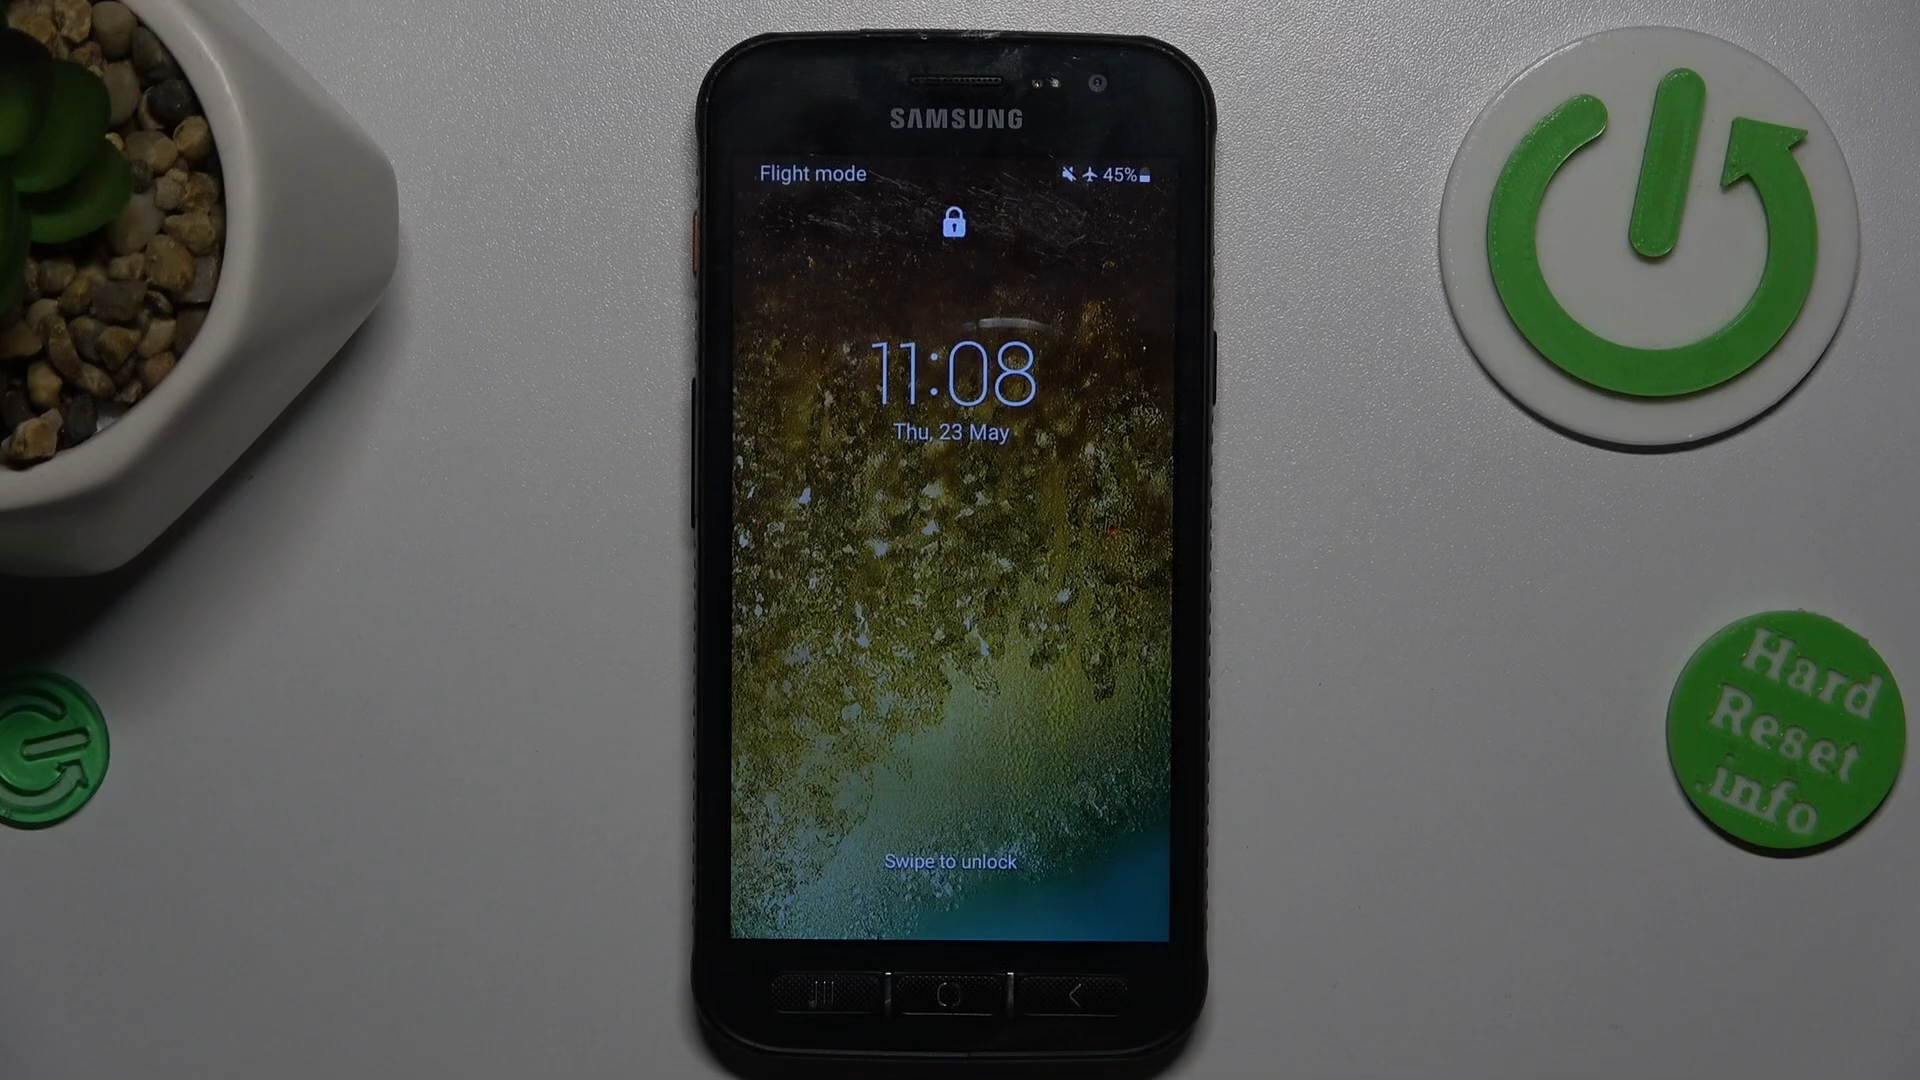 SAMSUNG
Flight mode
45%
11:08
Thu, 23 May
Swipe to unlock
Hard
Reset
.info